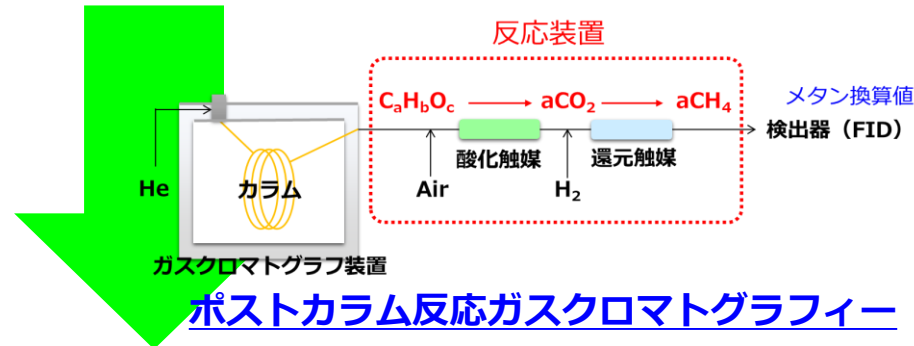 反応装置
CaHbOc → aCO2 → aCH4
メタン換算値
検出器（FID）
酸化触媒
還元触媒
He
カラム
Air
H2
ガスクロマトグラフ装置
ポストカラム反応ガスクロマトグラフィー